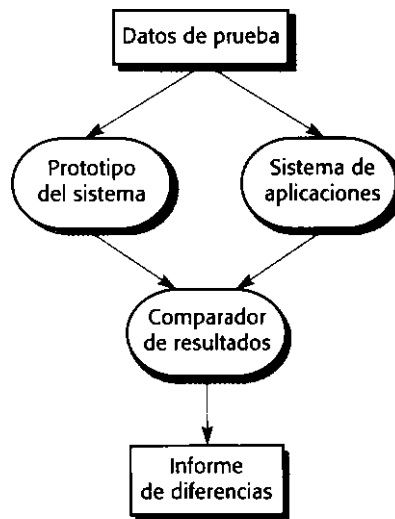 Datos de prueba
Prototipo
del sistema
Sistema de
aplicaciones
Comparador
de resultados
Informe
de diferencias